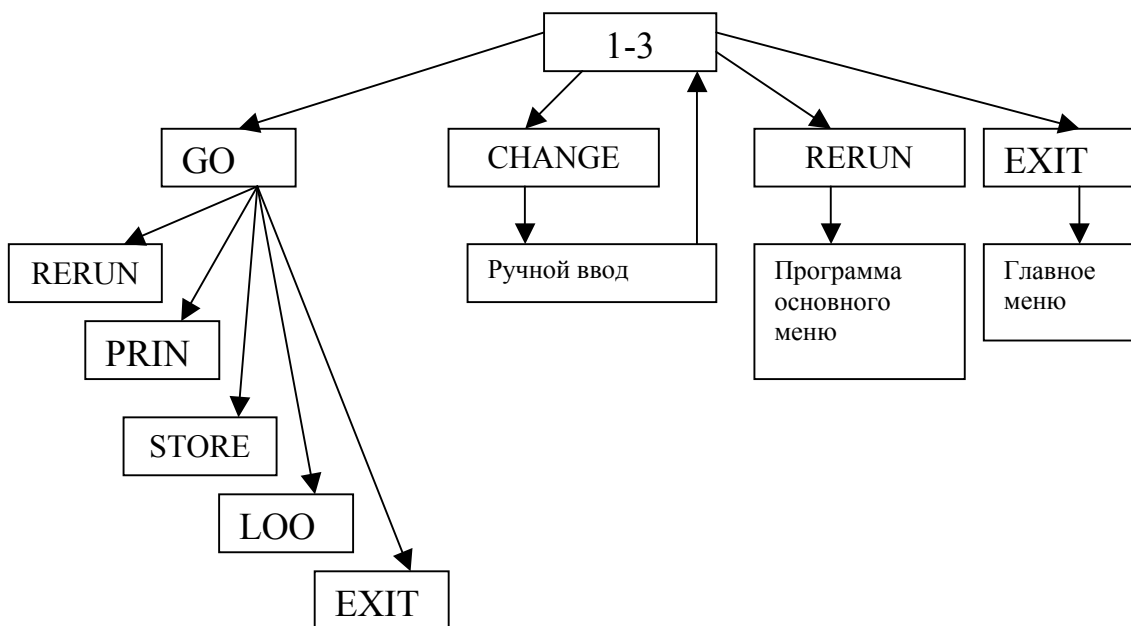 1-3
GO
CHANGE
RERUN
EXIT
RERUN
Ручной ввод
Программа
основного
меню
Главное
меню
PRIN
STORE
LOO
EXIT